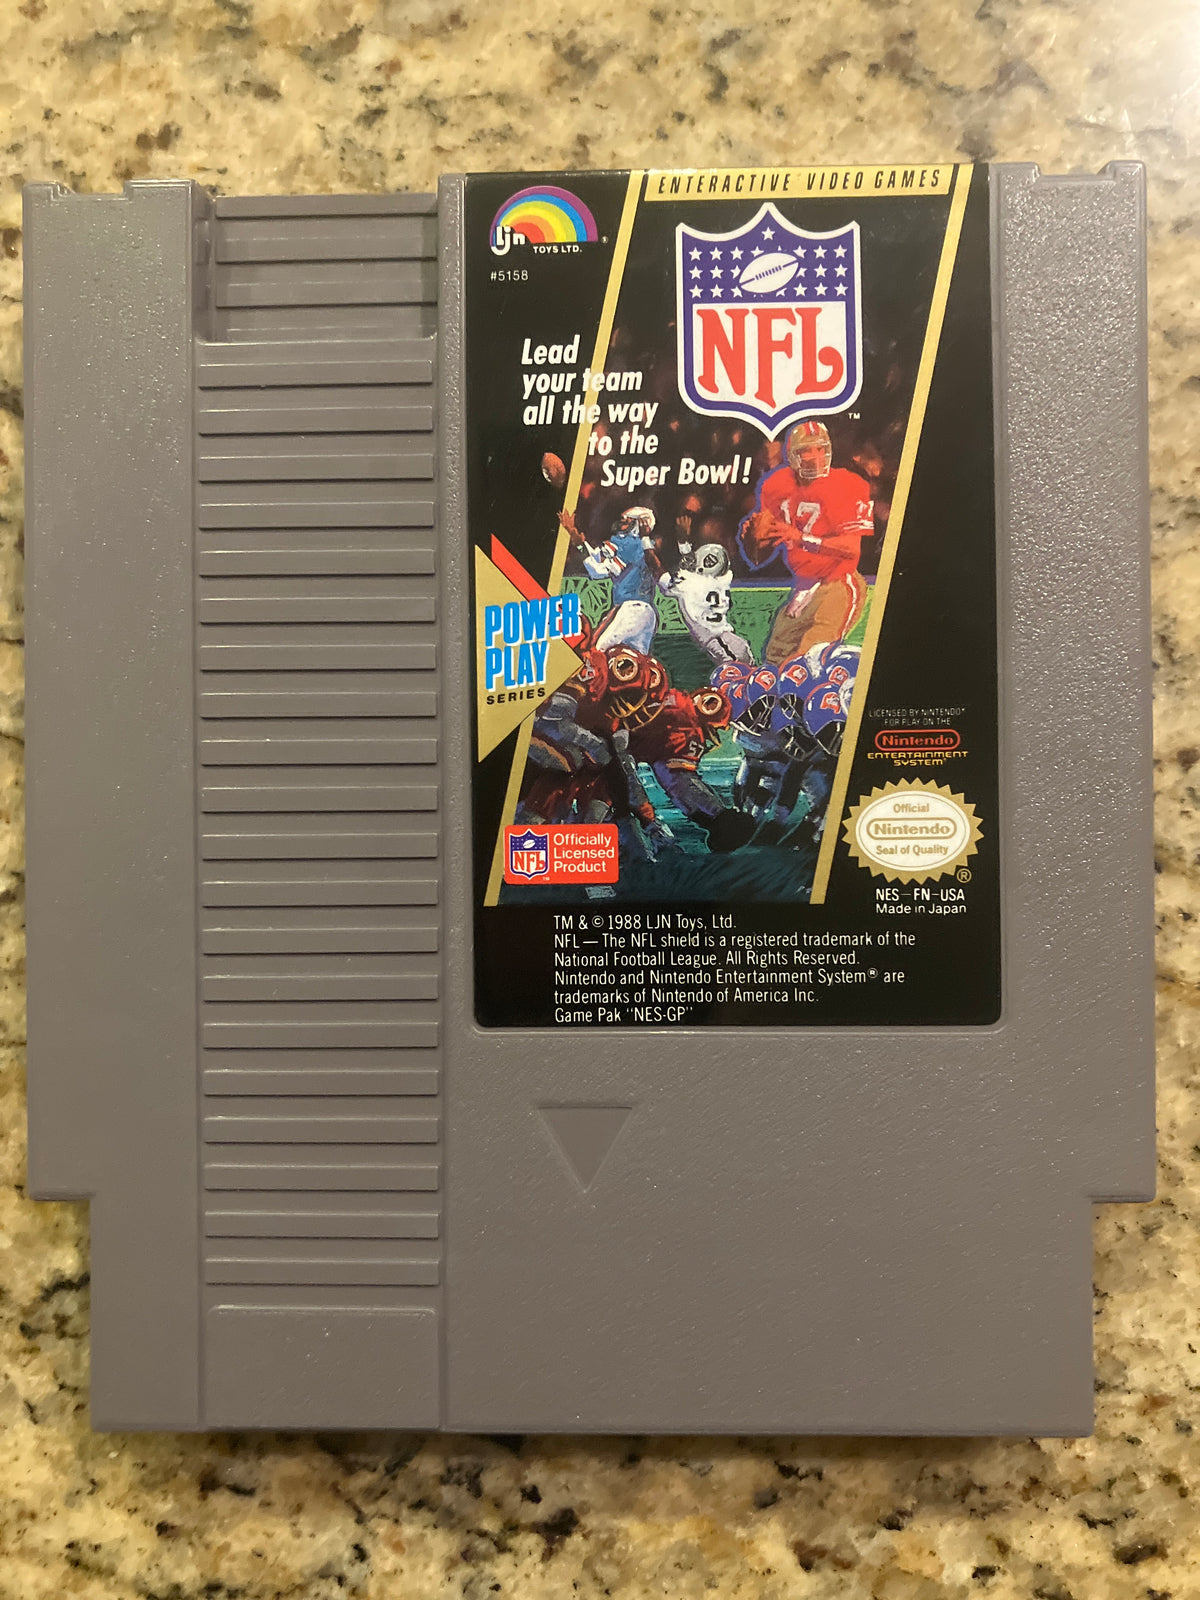 ENTERACTIVE VIDEO GAMES
ljn
TOYS LTD. ®
#5158
NFL
™
Lead
your team
all the way
to the
Super Bowl!
17
POWER
PLAY
SERIES
LICENSED BY NINTENDO®
FOR PLAY ON THE
Nintendo
ENTERTAINMENT
SYSTEM®
Official
Nintendo
Seal of Quality
®
NES-FN-USA
Made in Japan
NFL
Officially
Licensed
Product
TM & © 1988 LJN Toys, Ltd.
NFL — The NFL shield is a registered trademark of the
National Football League. All Rights Reserved.
Nintendo and Nintendo Entertainment System® are
trademarks of Nintendo of America Inc.
Game Pak "NES-GP"